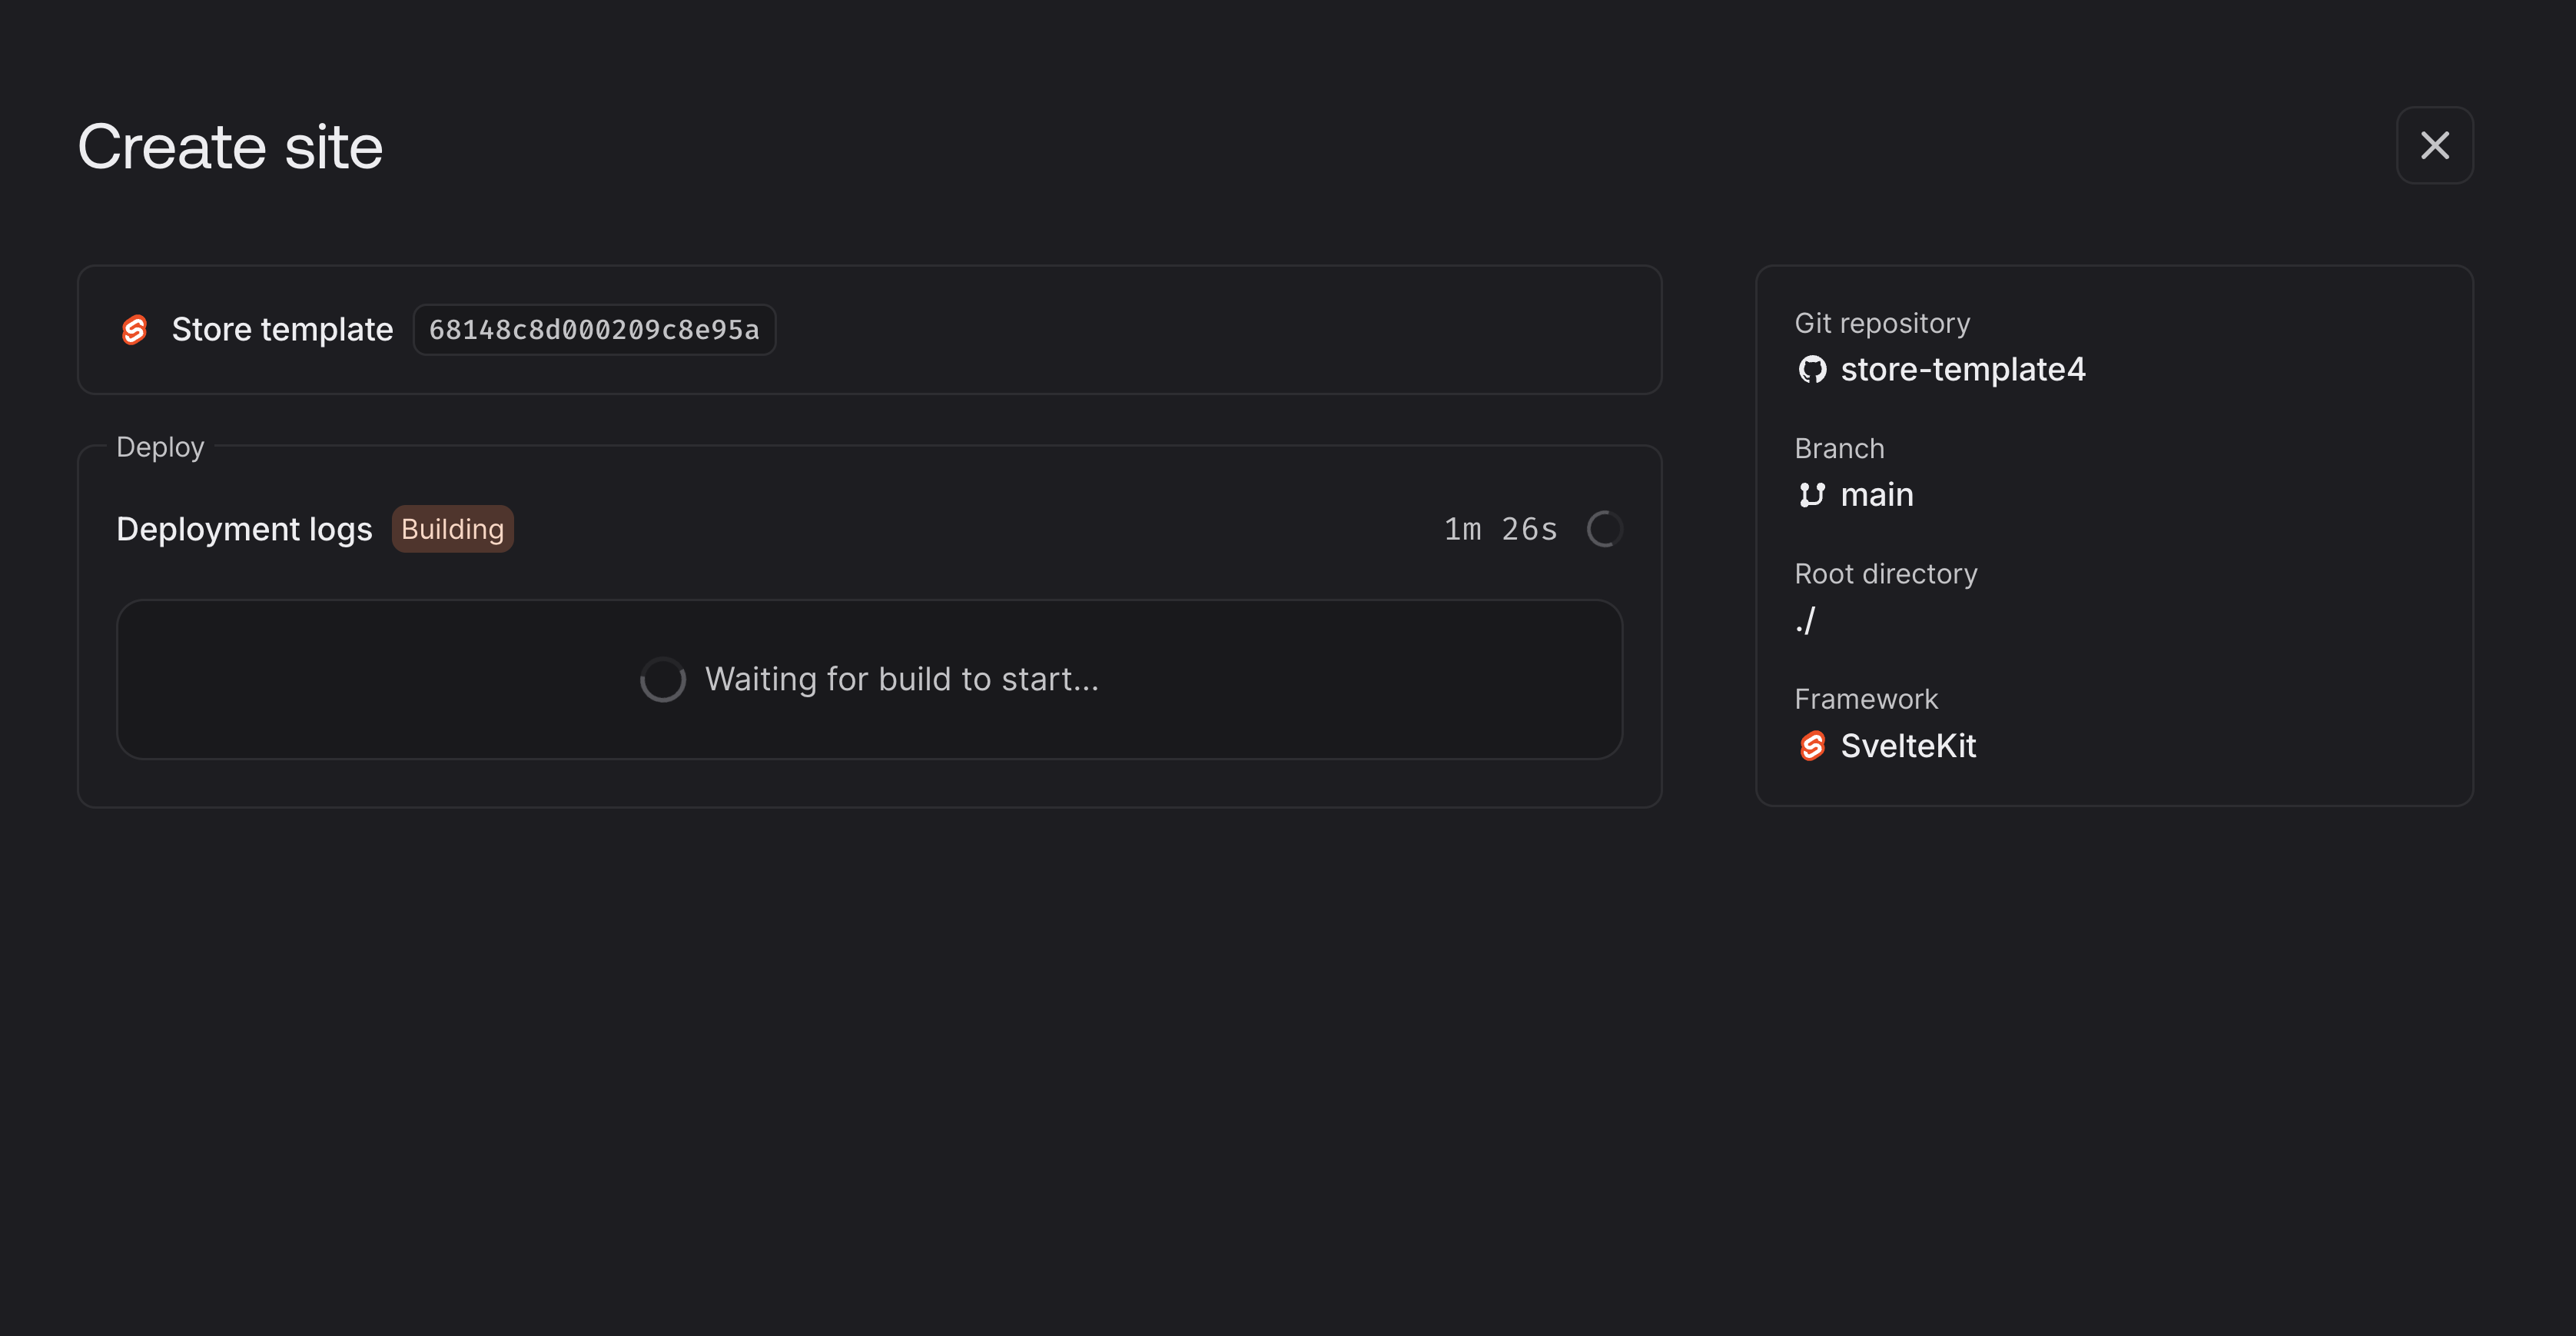 Create site
Store template 68148c8d000209c8e95a
Deploy
Deployment logs Building 1m 26s
Waiting for build to start...
Git repository
store-template4
Branch
main
Root directory
./
Framework
SvelteKit